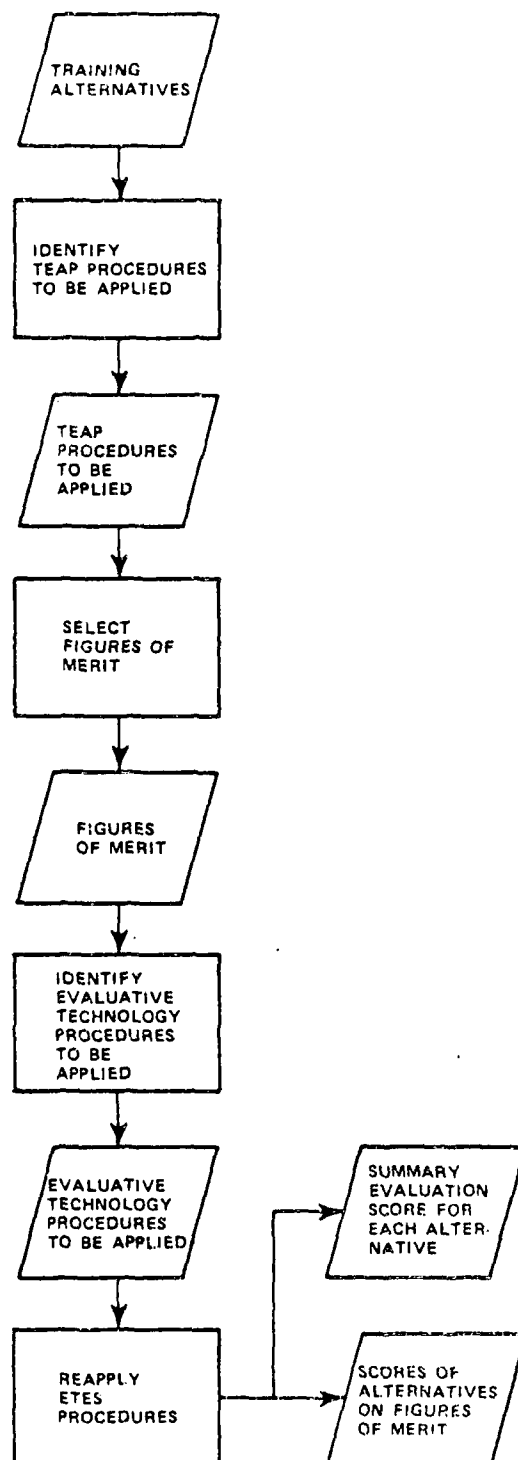 TRAINING
ALTERNATIVES
IDENTIFY
TEAP PROCEDURES
TO BE APPLIED
TEAP
PROCEDURES
TO BE
APPLIED
SELECT
FIGURES OF
MERIT
FIGURES
OF MERIT
IDENTIFY
EVALUATIVE
TECHNOLOGY
PROCEDURES
TO BE
APPLIED
EVALUATIVE
TECHNOLOGY
PROCEDURES
TO BE APPLIED
SUMMARY
EVALUATION
SCORE FOR
EACH ALTER-
NATIVE
REAPPLY
ETES
PROCEDURES
SCORES OF
ALTERNATIVES
ON FIGURES
OF MERIT